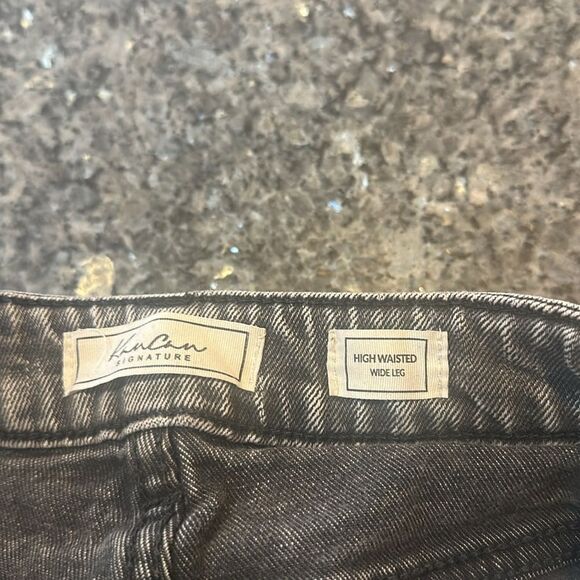 KanCan
SIGNATURE
HIGH WAISTED
WIDE LEG